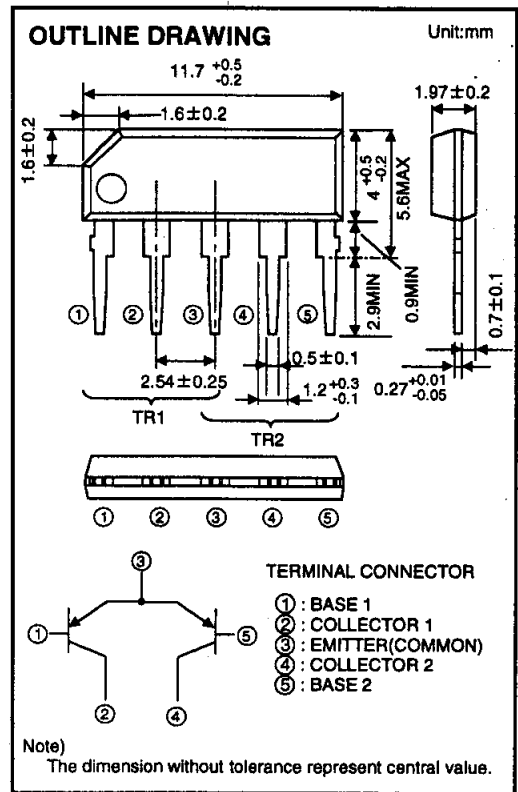 OUTLINE DRAWING
Unit:mm
11.7 +0.5 -0.2
1.6±0.2
1.97±0.2
1.6±0.2
4 +0.5 -0.2
5.6MAX
2.9MIN
0.9MIN
0.7±0.1
① ② ③ ④ ⑤
0.5±0.1
2.54±0.25
1.2 +0.3 -0.1
0.27 +0.01 -0.05
TR1
TR2
① ② ③ ④ ⑤
③
① ⑤
② ④
TERMINAL CONNECTOR
① : BASE 1
② : COLLECTOR 1
③ : EMITTER(COMMON)
④ : COLLECTOR 2
⑤ : BASE 2
Note)
The dimension without tolerance represent central value.